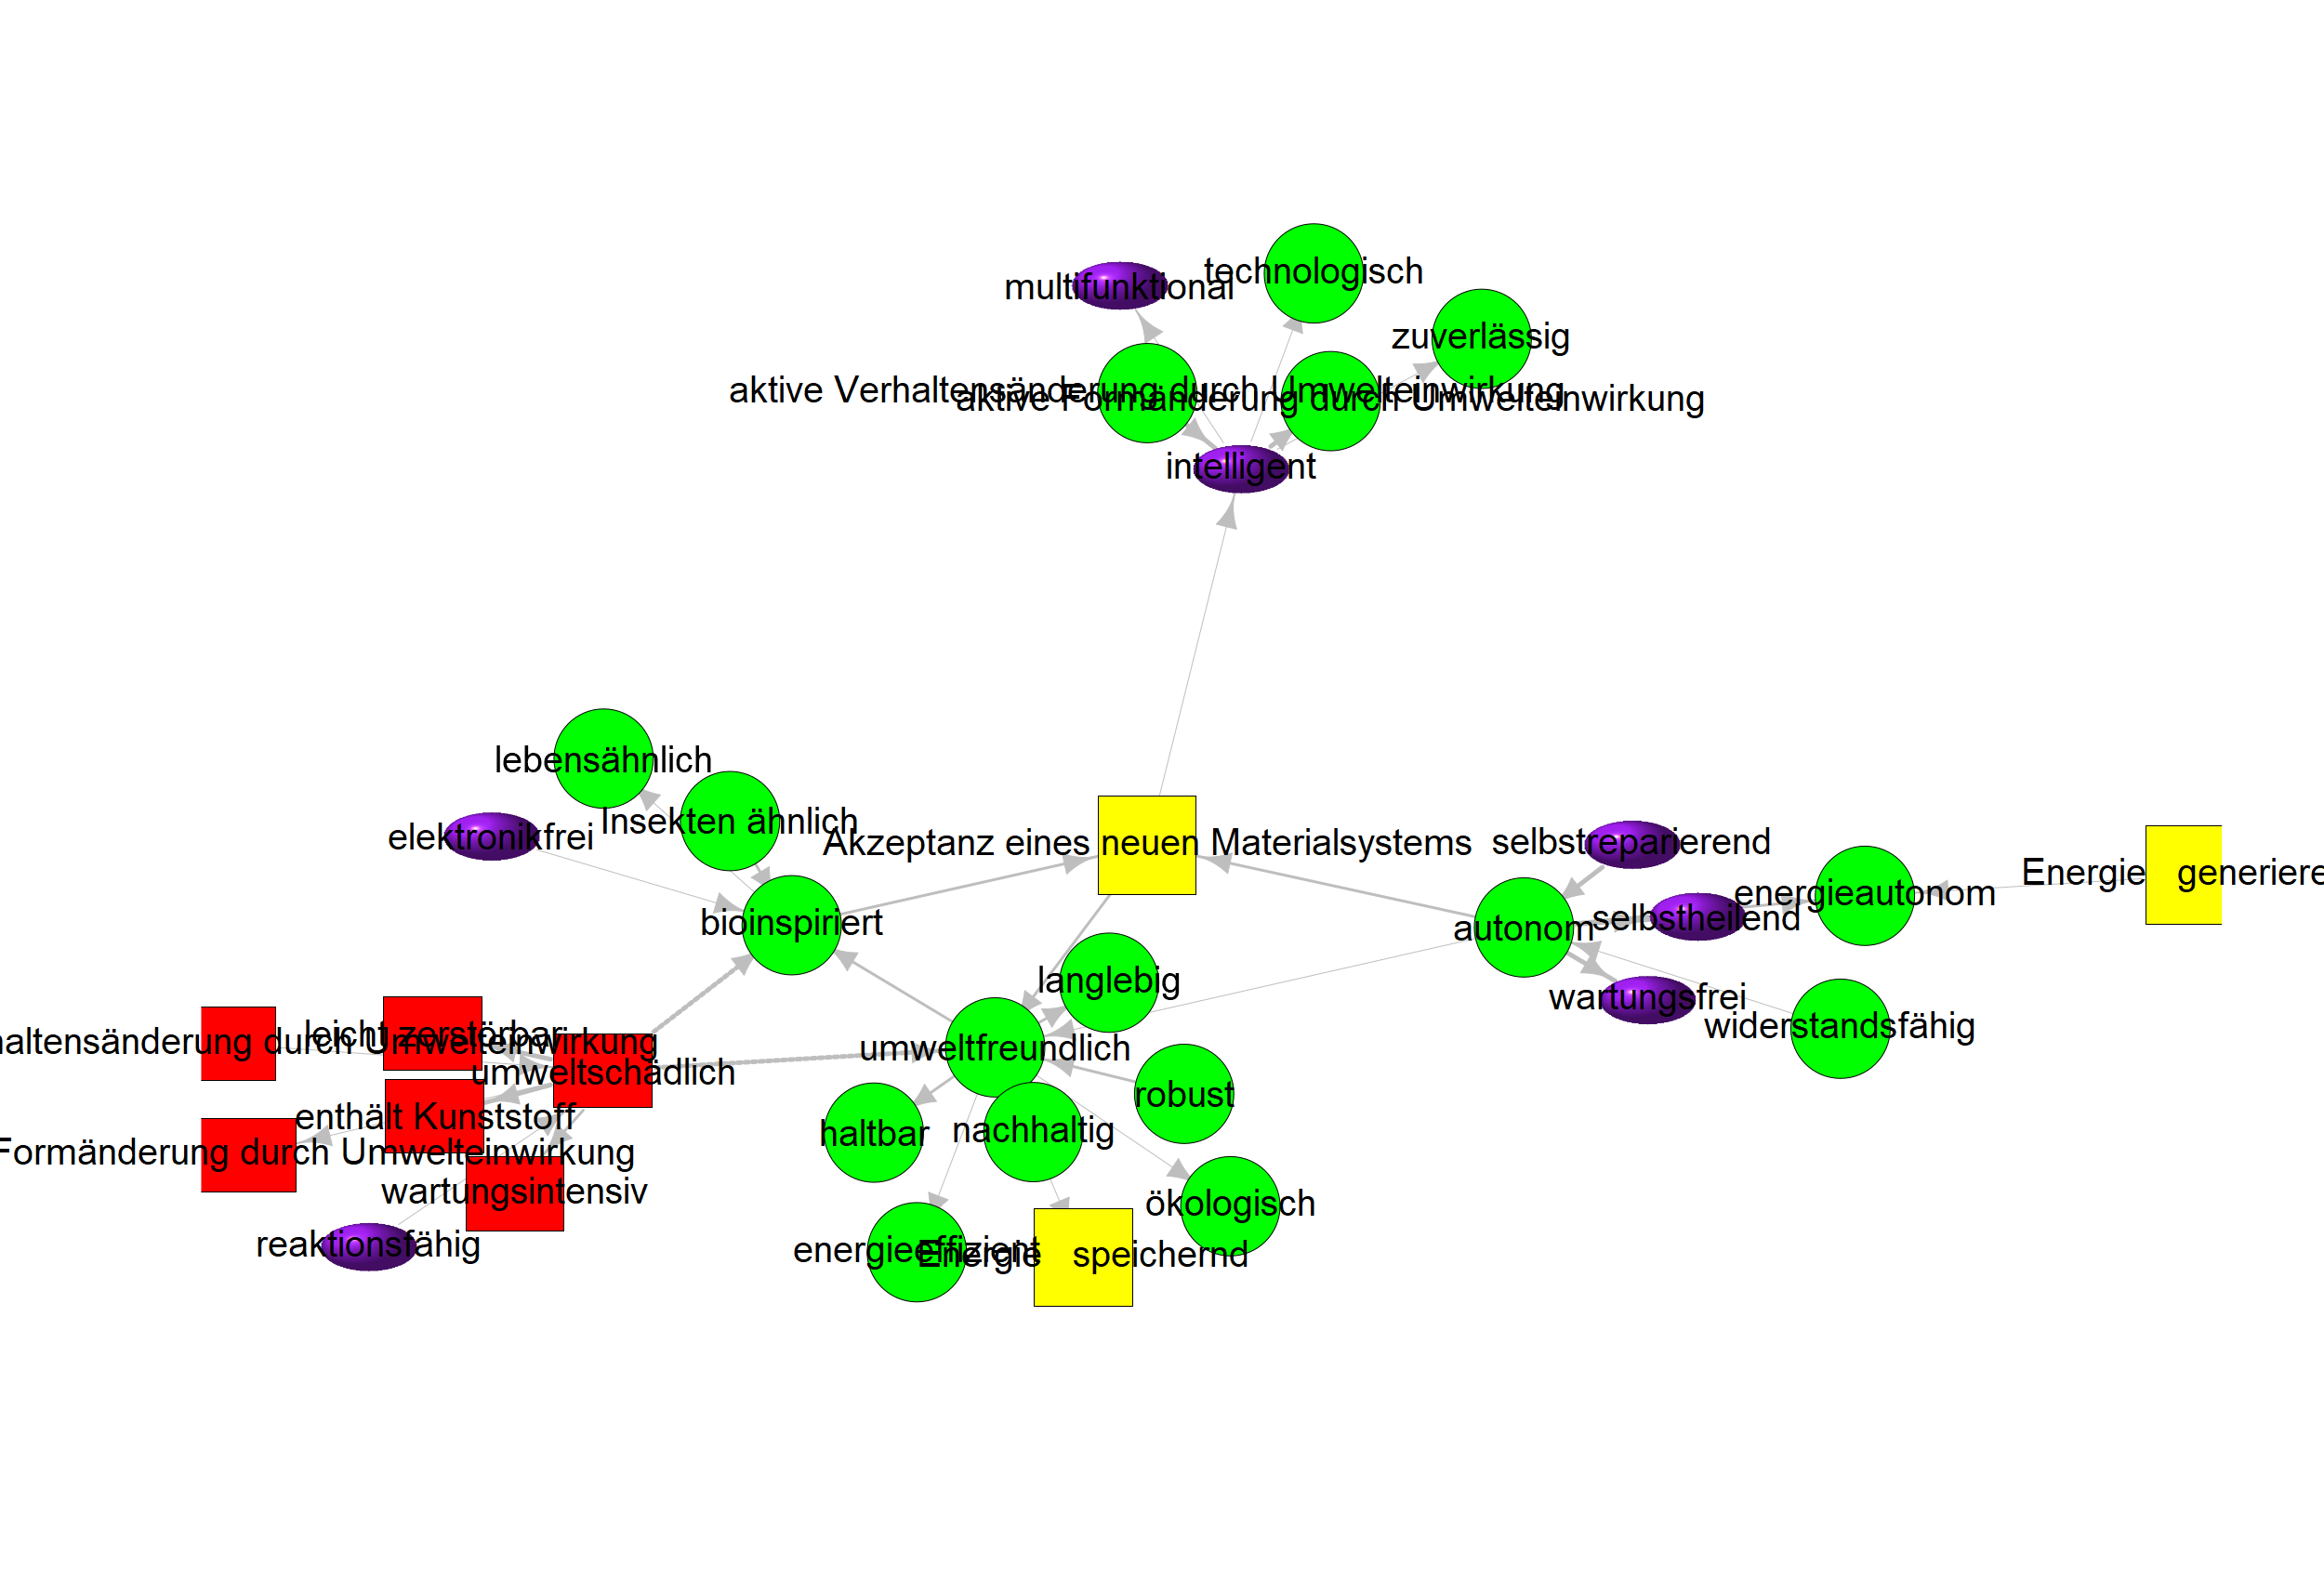 technologisch
multifunktional
zuverlässig
aktive Verhaltensänderung durch Umwelteinwirkung
aktive Formänderung durch Umwelteinwirkung
intelligent
lebensähnlich
Insekten ähnlich
elektronikfrei
Akzeptanz eines neuen Materialsystems
selbstreparierend
Energie generiere
energieautonom
selbstheilend
bioinspiriert
autonom
langlebig
wartungsfrei
widerstandsfähig
leicht zerstörbar
haltensänderung durch Umwelteinwirkung
umweltfreundlich
umweltschädlich
robust
enthält Kunststoff
haltbar
nachhaltig
Formänderung durch Umwelteinwirkung
wartungsintensiv
ökologisch
reaktionsfähig
energieeffizient
Energie speichernd